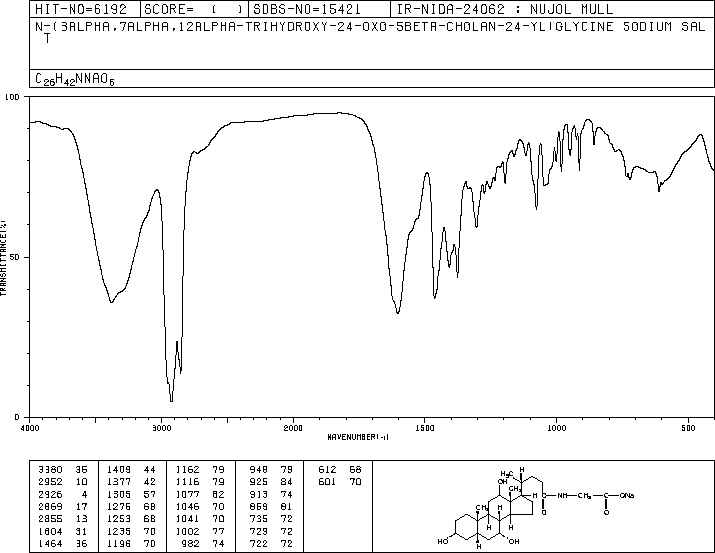 HIT-NO=6192 SCORE= ( ) SDBS-NO=15421 IR-NIDA-24062 : NUJOL MULL
N-(3ALPHA,7ALPHA,12ALPHA-TRIHYDROXY-24-OXO-5BETA-CHOLAN-24-YL)GLYCINE SODIUM SAL
T
C26H42NNAO6
100
50
0
TRANSMITTANCE(%)
4000 3000 2000 1500 1000 500
WAVENUMBER(-1)
3380 35 1409 44 1162 79 948 79 612 68
2952 10 1377 42 1116 79 925 84 601 70
2926 4 1305 57 1077 62 913 74
2869 17 1276 68 1046 70 859 81
2855 13 1253 68 1041 70 735 72
1604 31 1235 70 1002 77 729 72
1464 36 1196 70 982 74 722 72
H
H3C
OH
CH3
CH3
H
C-NH-CH2-C-ONa
O O
H H
H
HO
H
OH